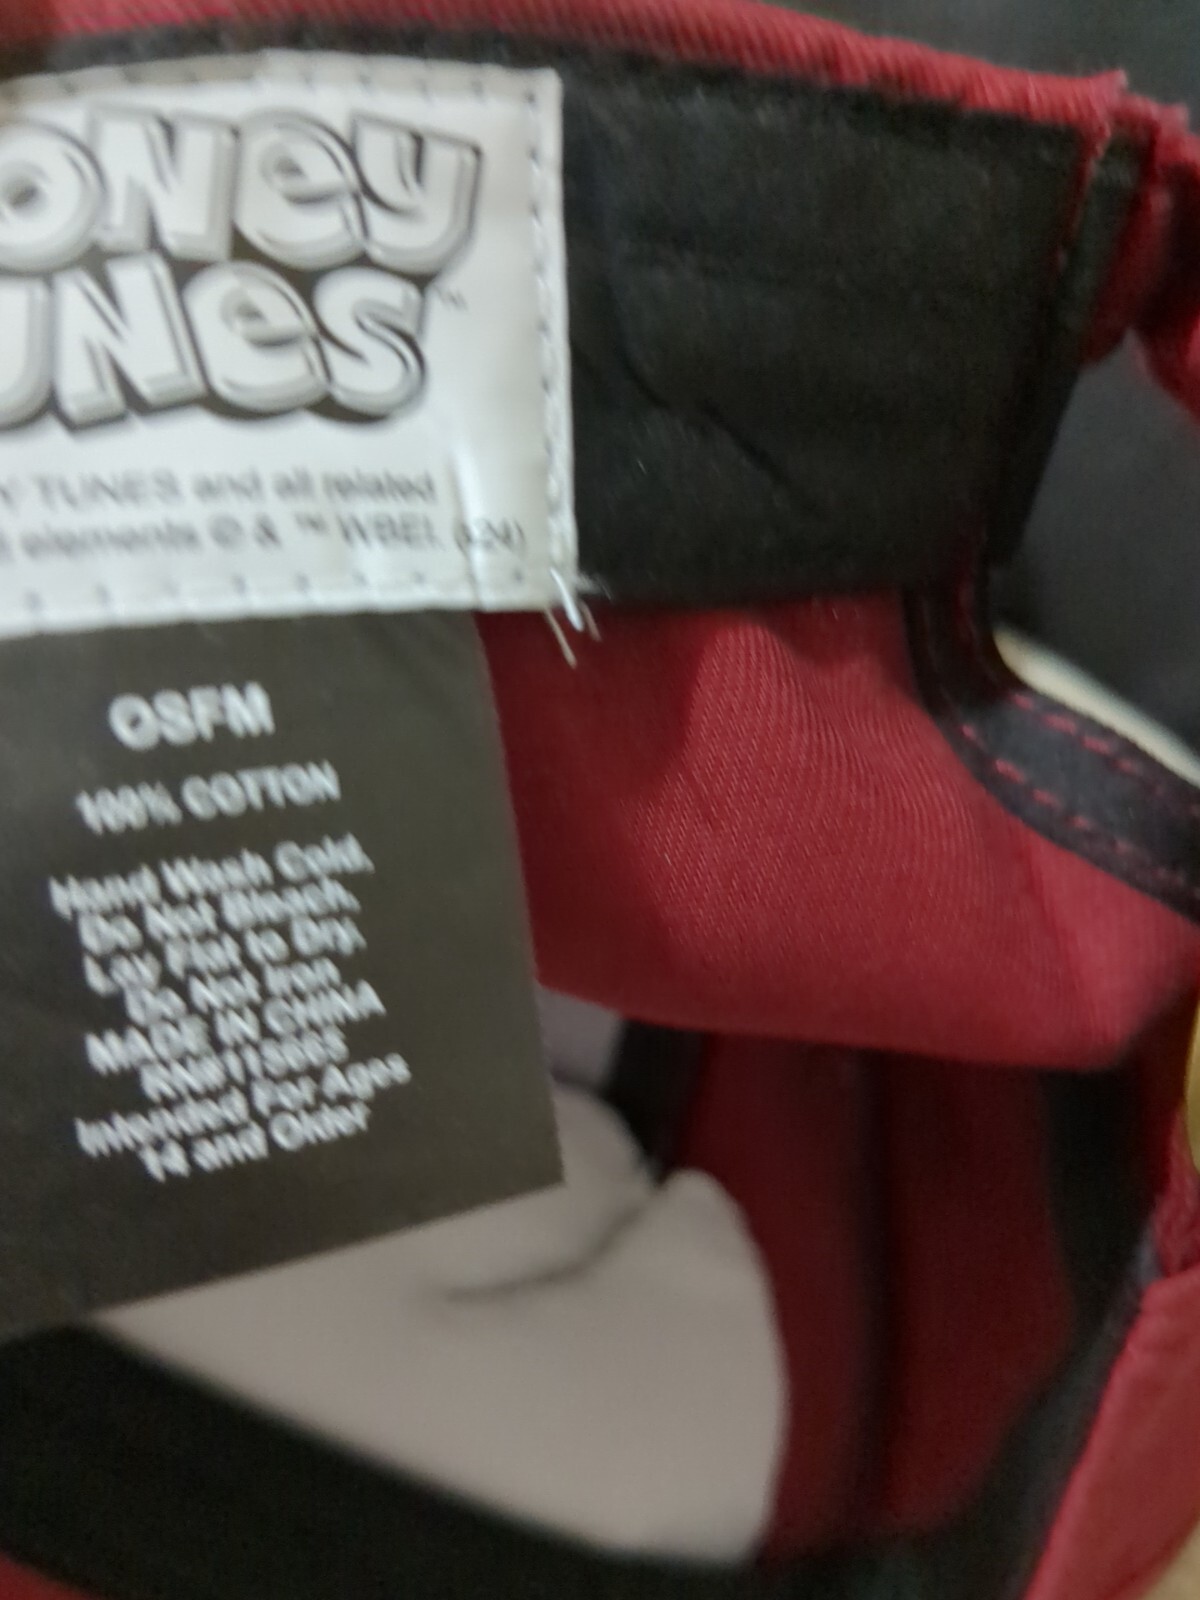 ONEY
UNES™
Y TUNES and all related
elements © & ™ WBEI.
OSFM
100% COTTON
Hand Wash Cold,
Do Not Bleach,
Lay Flat to Dry,
Do Not Iron
MADE IN CHINA
Intended For Ages
14 and Older